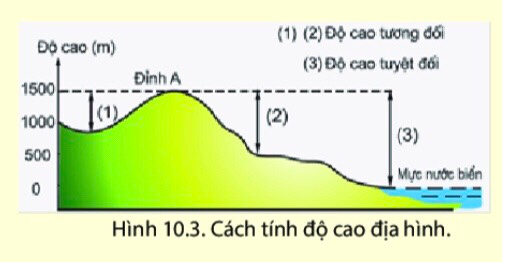 (1) (2) Độ cao tương đối
Độ cao (m)
Đỉnh A
(3) Độ cao tuyệt đối
1500
(1)
(2)
1000
(3)
500
Mực nước biển
0
Hình 10.3. Cách tính độ cao địa hình.